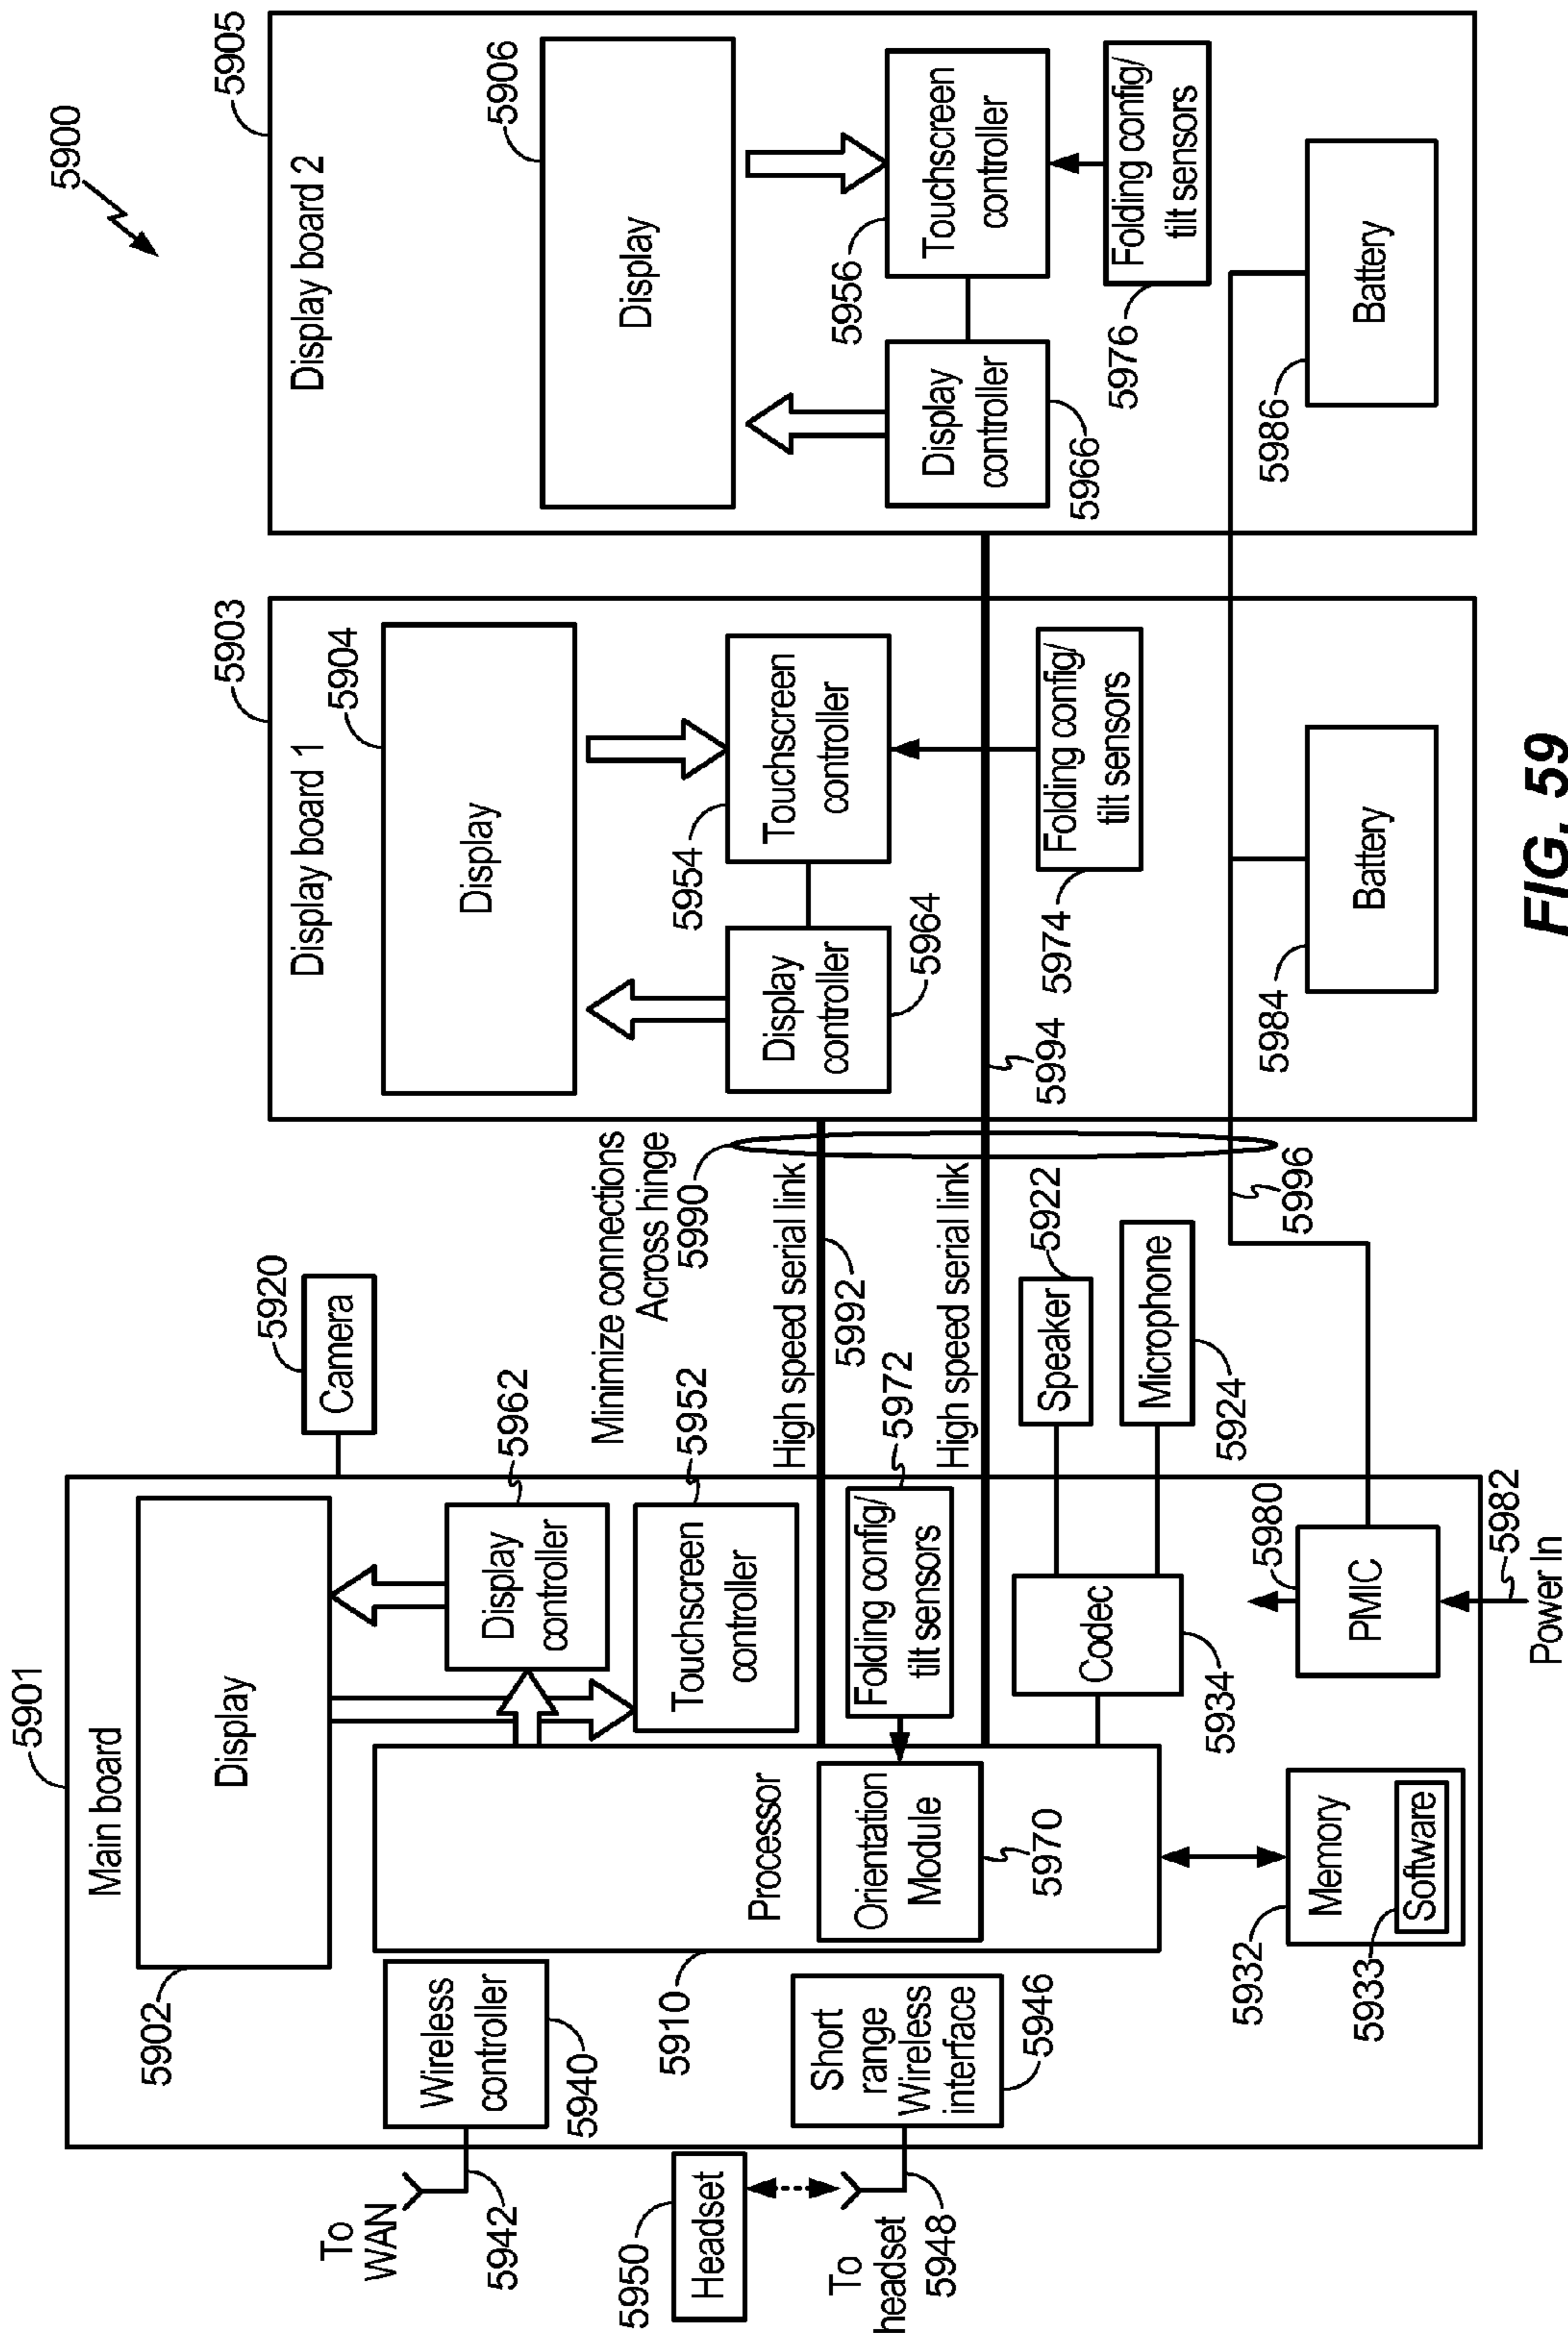 5900
5901
Main board
5902
Display
Display
controller
5962
Touchscreen
controller
5952
Camera
5920
Wireless
controller
5940
To
WAN
5942
Processor
5910
Orientation
Module
5970
Folding config/
tilt sensors
5972
Short
range
Wireless
interface
5946
Headset
5950
To
headset
5948
Codec
5934
Speaker
5922
Microphone
5924
Memory
5932
Software
5933
PMIC
5980
5982
Power In
Minimize connections
Across hinge
5990
High speed serial link
5992
High speed serial link
5994
5996
5903
Display board 1
5904
Display
Display
controller
5964
Touchscreen
controller
5954
Folding config/
tilt sensors
5974
Battery
5984
5905
Display board 2
5906
Display
Display
controller
5966
Touchscreen
controller
5956
Folding config/
tilt sensors
5976
Battery
5986
FIG. 59